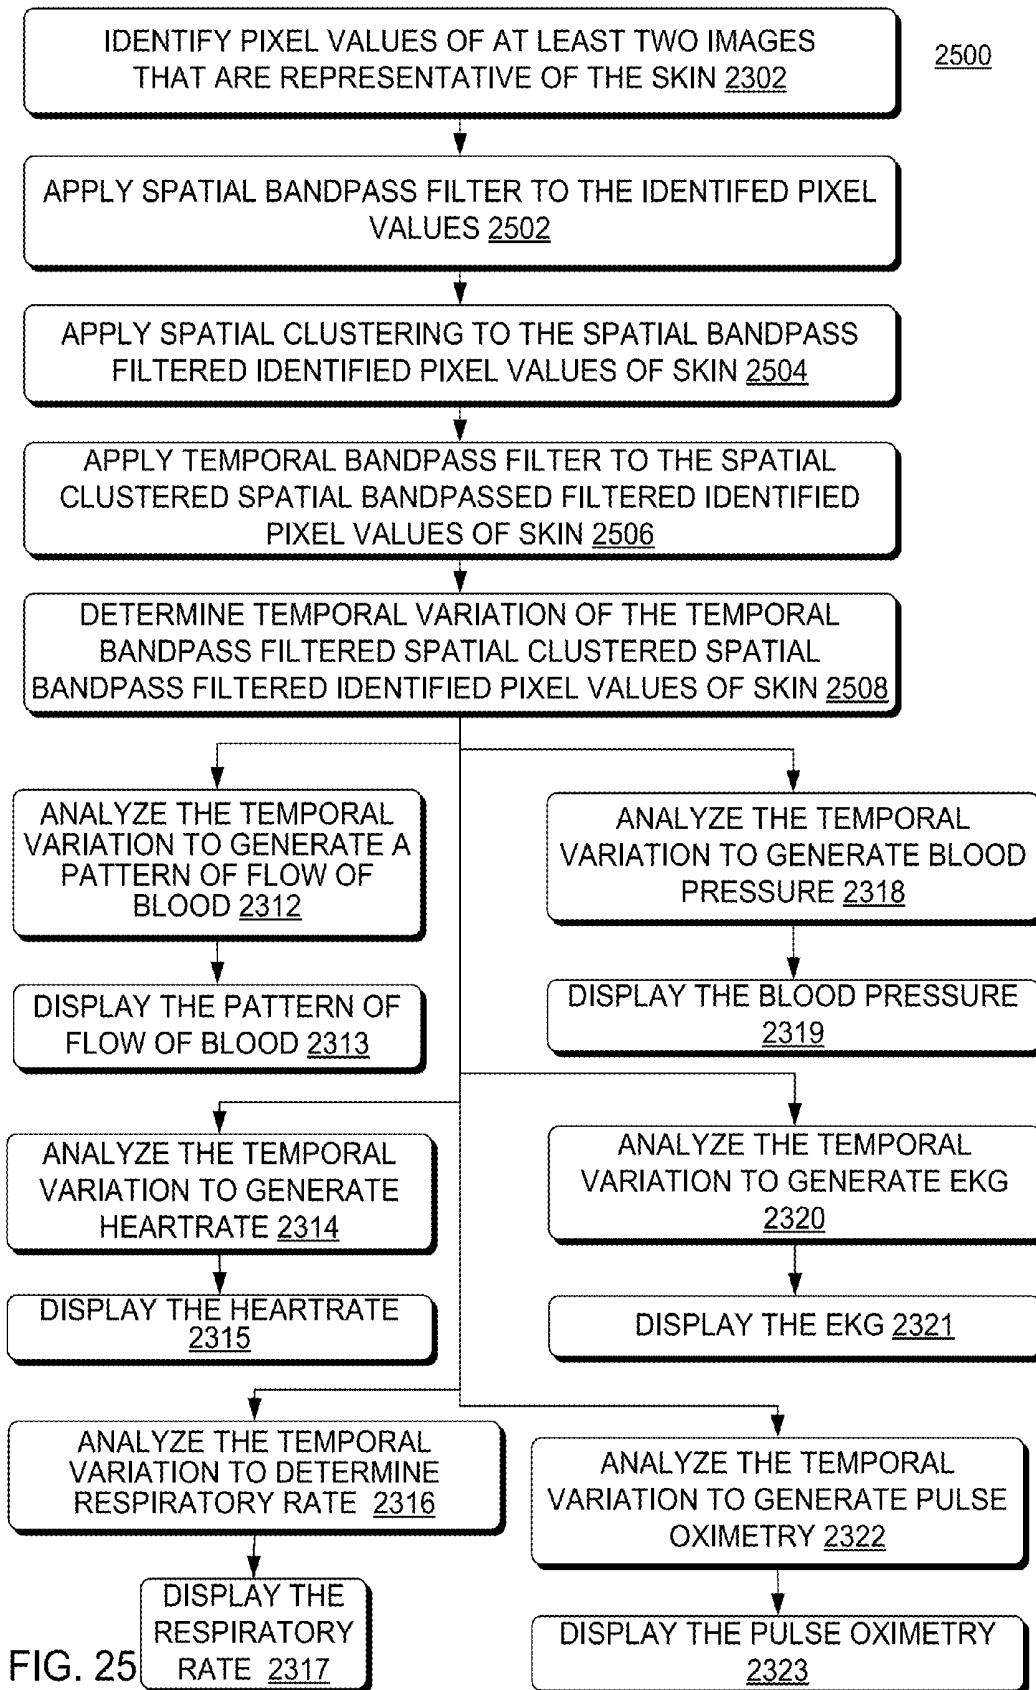 IDENTIFY PIXEL VALUES OF AT LEAST TWO IMAGES
THAT ARE REPRESENTATIVE OF THE SKIN 2302
2500
APPLY SPATIAL BANDPASS FILTER TO THE IDENTIFED PIXEL
VALUES 2502
APPLY SPATIAL CLUSTERING TO THE SPATIAL BANDPASS
FILTERED IDENTIFIED PIXEL VALUES OF SKIN 2504
APPLY TEMPORAL BANDPASS FILTER TO THE SPATIAL
CLUSTERED SPATIAL BANDPASSED FILTERED IDENTIFIED
PIXEL VALUES OF SKIN 2506
DETERMINE TEMPORAL VARIATION OF THE TEMPORAL
BANDPASS FILTERED SPATIAL CLUSTERED SPATIAL
BANDPASS FILTERED IDENTIFIED PIXEL VALUES OF SKIN 2508
ANALYZE THE TEMPORAL
VARIATION TO GENERATE A
PATTERN OF FLOW OF
BLOOD 2312
ANALYZE THE TEMPORAL
VARIATION TO GENERATE BLOOD
PRESSURE 2318
DISPLAY THE PATTERN OF
FLOW OF BLOOD 2313
DISPLAY THE BLOOD PRESSURE
2319
ANALYZE THE TEMPORAL
VARIATION TO GENERATE
HEARTRATE 2314
ANALYZE THE TEMPORAL
VARIATION TO GENERATE EKG
2320
DISPLAY THE HEARTRATE
2315
DISPLAY THE EKG 2321
ANALYZE THE TEMPORAL
VARIATION TO DETERMINE
RESPIRATORY RATE 2316
ANALYZE THE TEMPORAL
VARIATION TO GENERATE PULSE
OXIMETRY 2322
DISPLAY THE
RESPIRATORY
RATE 2317
DISPLAY THE PULSE OXIMETRY
2323
FIG. 25